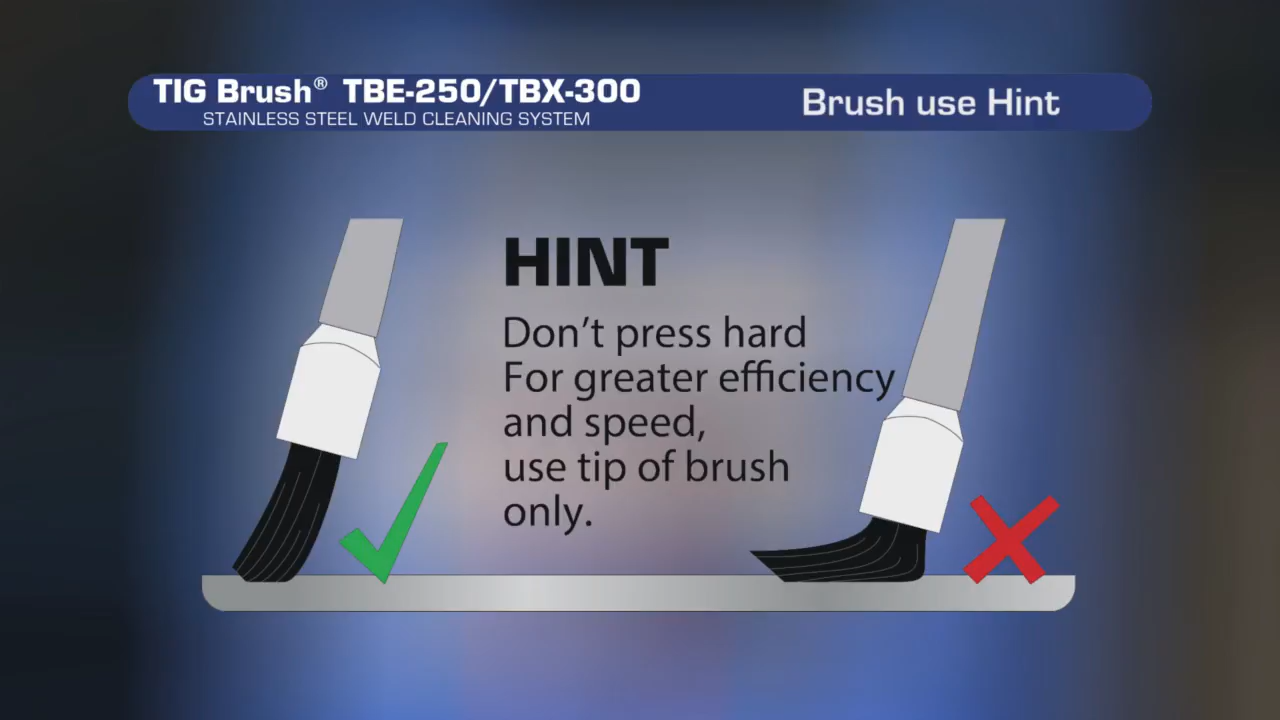 TIG Brush® TBE-250/TBX-300
STAINLESS STEEL WELD CLEANING SYSTEM
Brush use Hint
HINT
Don’t press hard
For greater efficiency
and speed,
use tip of brush
only.